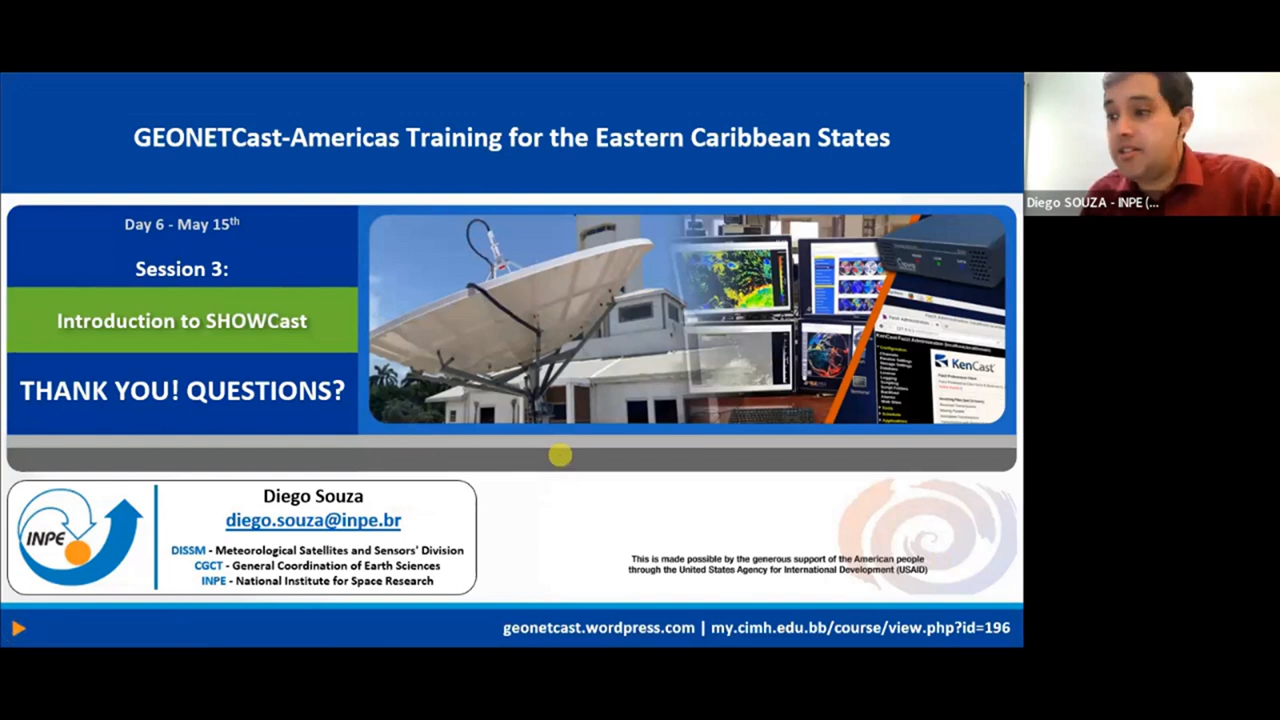 GEONETCast-Americas Training for the Eastern Caribbean States
Diego SOUZA - INPE (...
Day 6 - May 15th
Session 3:
Introduction to SHOWCast
THANK YOU! QUESTIONS?
KenCast
INPE
Diego Souza
diego.souza@inpe.br
DISSM - Meteorological Satellites and Sensors' Division
CGCT - General Coordination of Earth Sciences
INPE - National Institute for Space Research
This is made possible by the generous support of the American people
through the United States Agency for International Development (USAID)
geonetcast.wordpress.com | my.cimh.edu.bb/course/view.php?id=196